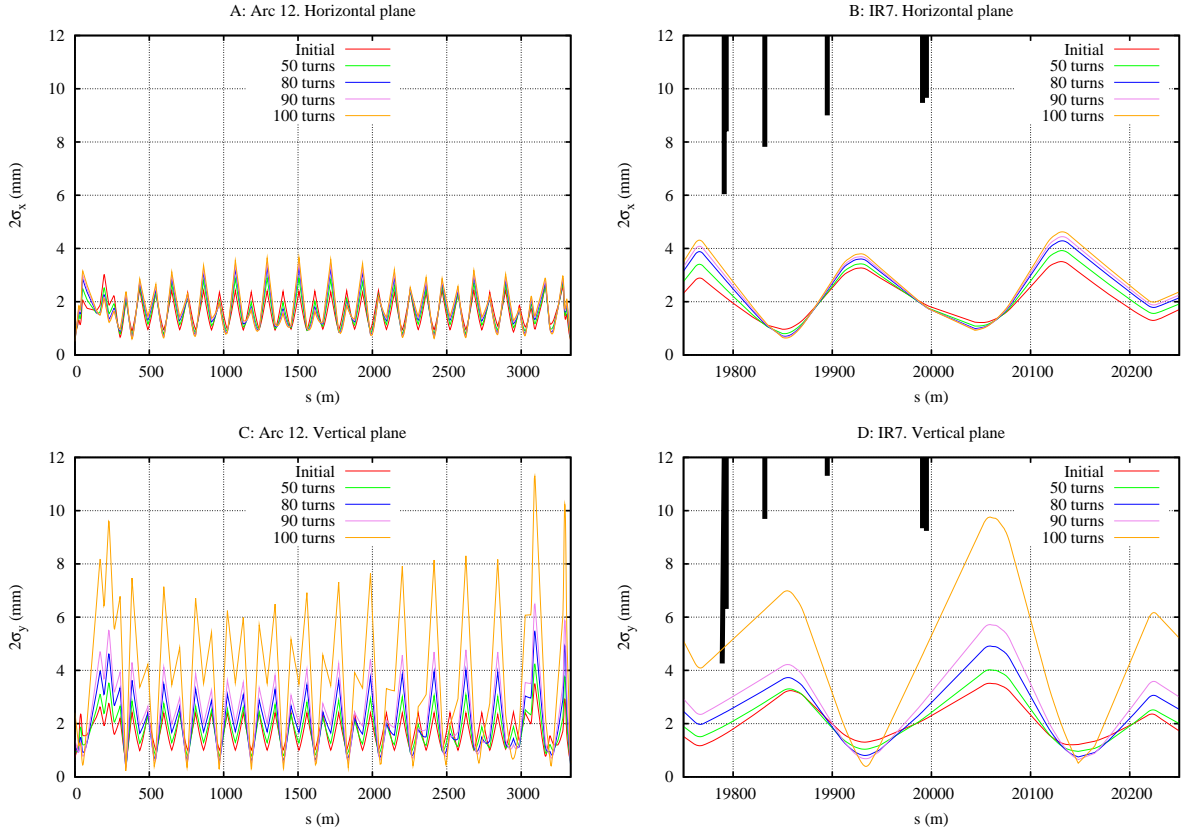 A: Arc 12. Horizontal plane
12
10
8
6
4
2
0
2σx (mm)
Initial
50 turns
80 turns
90 turns
100 turns
0 500 1000 1500 2000 2500 3000
s (m)
B: IR7. Horizontal plane
12
10
8
6
4
2
0
2σx (mm)
Initial
50 turns
80 turns
90 turns
100 turns
19800 19900 20000 20100 20200
s (m)
C: Arc 12. Vertical plane
12
10
8
6
4
2
0
2σy (mm)
Initial
50 turns
80 turns
90 turns
100 turns
0 500 1000 1500 2000 2500 3000
s (m)
D: IR7. Vertical plane
12
10
8
6
4
2
0
2σy (mm)
Initial
50 turns
80 turns
90 turns
100 turns
19800 19900 20000 20100 20200
s (m)